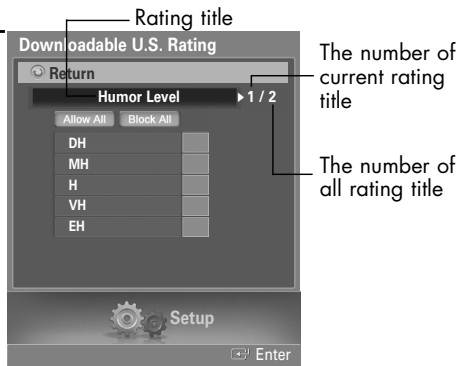 Rating title
Downloadable U.S. Rating
Return
Humor Level
1 / 2
Allow All
Block All
DH
MH
H
VH
EH
Setup
Enter
The number of
current rating
title
The number of
all rating title